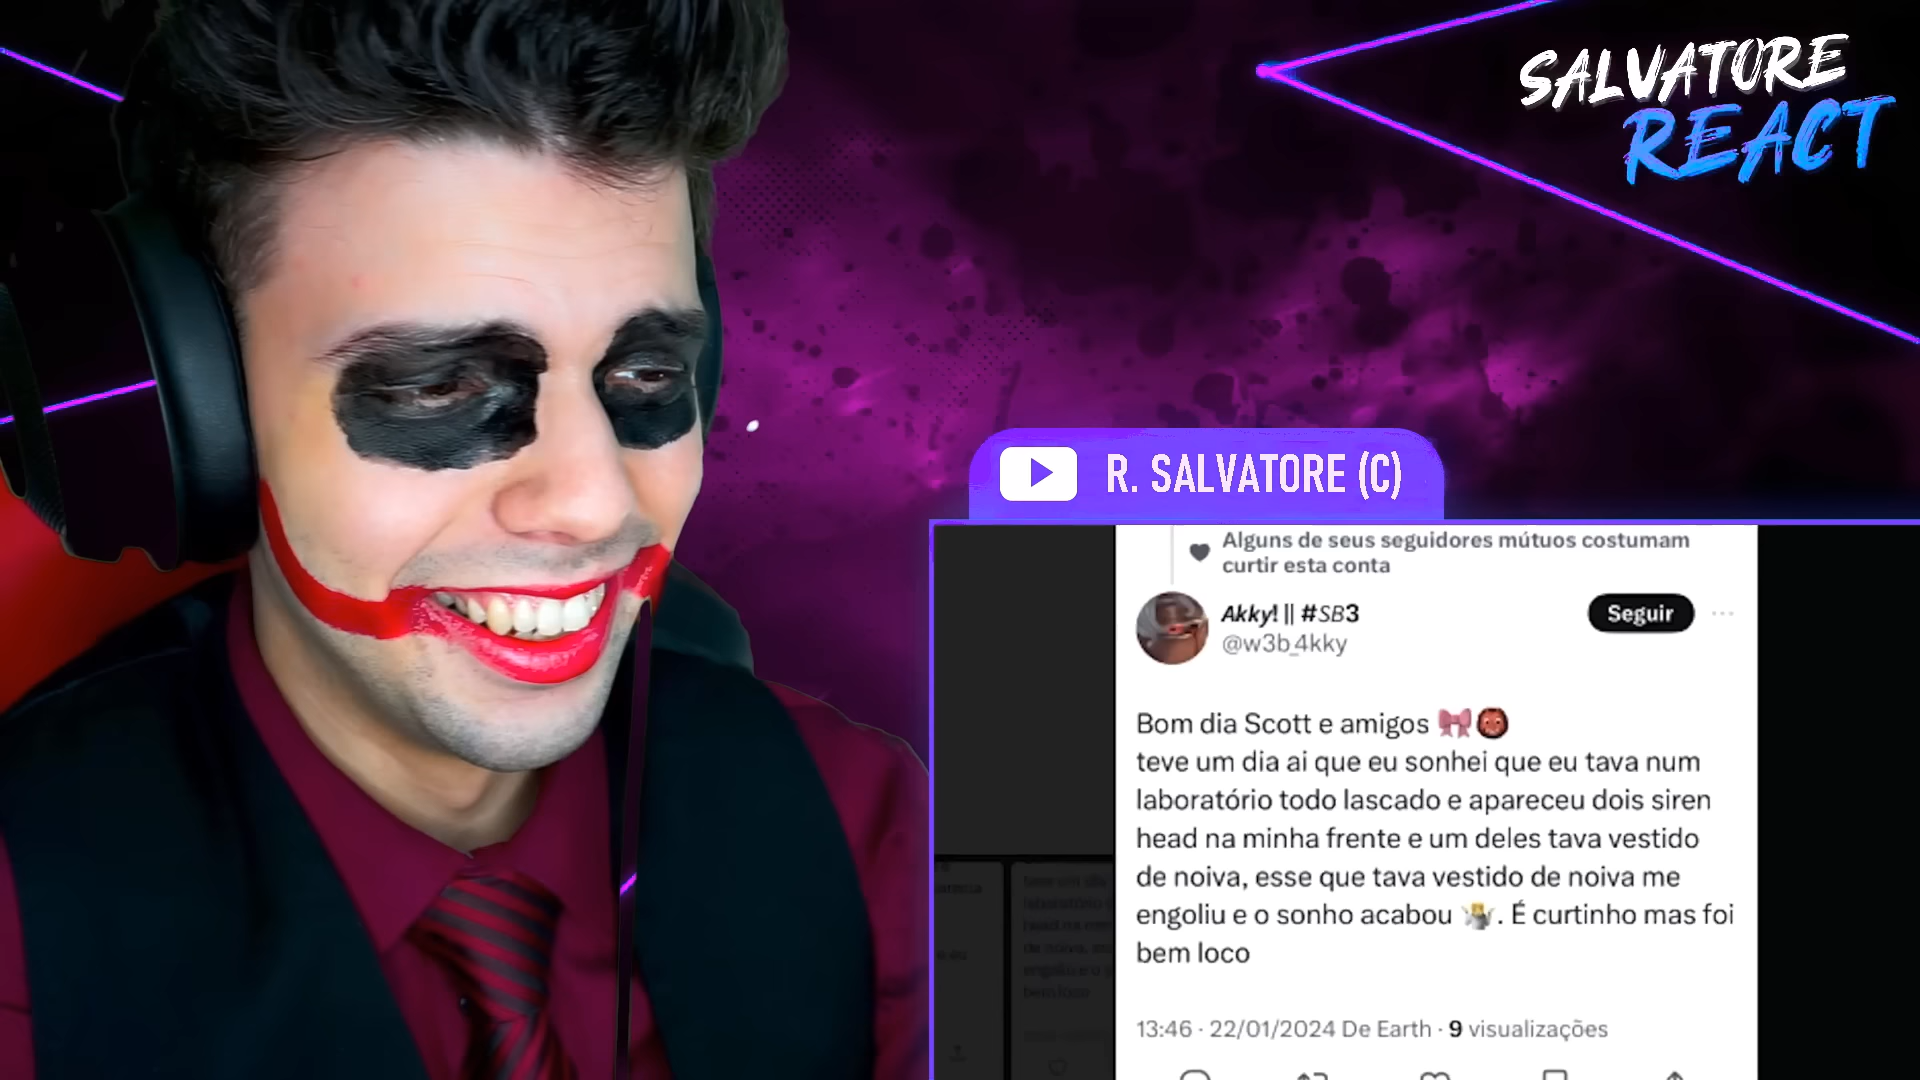 SALVATORE
REACT
R. SALVATORE (C)
Alguns de seus seguidores mútuos costumam
curtir esta conta
Akky! || #SB3
@w3b_4kky
Seguir
Bom dia Scott e amigos 🎀👹
teve um dia ai que eu sonhei que eu tava num
laboratório todo lascado e apareceu dois siren
head na minha frente e um deles tava vestido
de noiva, esse que tava vestido de noiva me
engoliu e o sonho acabou 🤷. É curtinho mas foi
bem loco
13:46 · 22/01/2024 De Earth · 9 visualizações